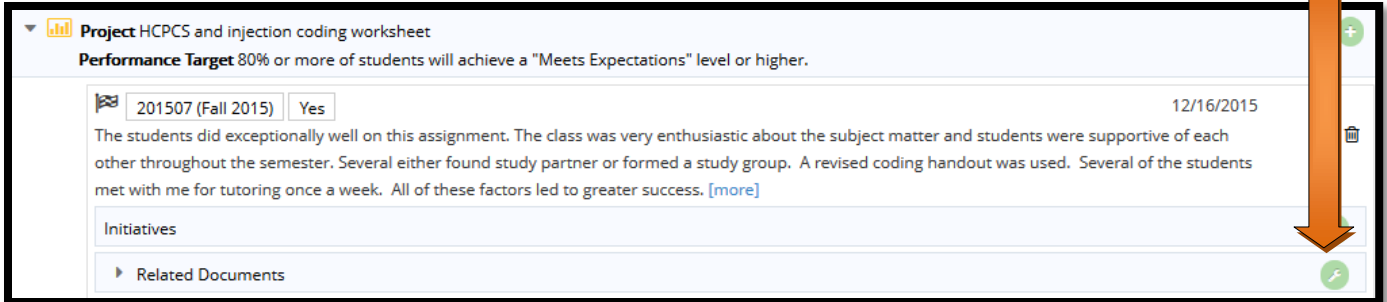 Project HCPCS and injection coding worksheet
Performance Target 80% or more of students will achieve a "Meets Expectations" level or higher.
201507 (Fall 2015) Yes 12/16/2015
The students did exceptionally well on this assignment. The class was very enthusiastic about the subject matter and students were supportive of each
other throughout the semester. Several either found study partner or formed a study group. A revised coding handout was used. Several of the students
met with me for tutoring once a week. All of these factors led to greater success. [more]
Initiatives
Related Documents